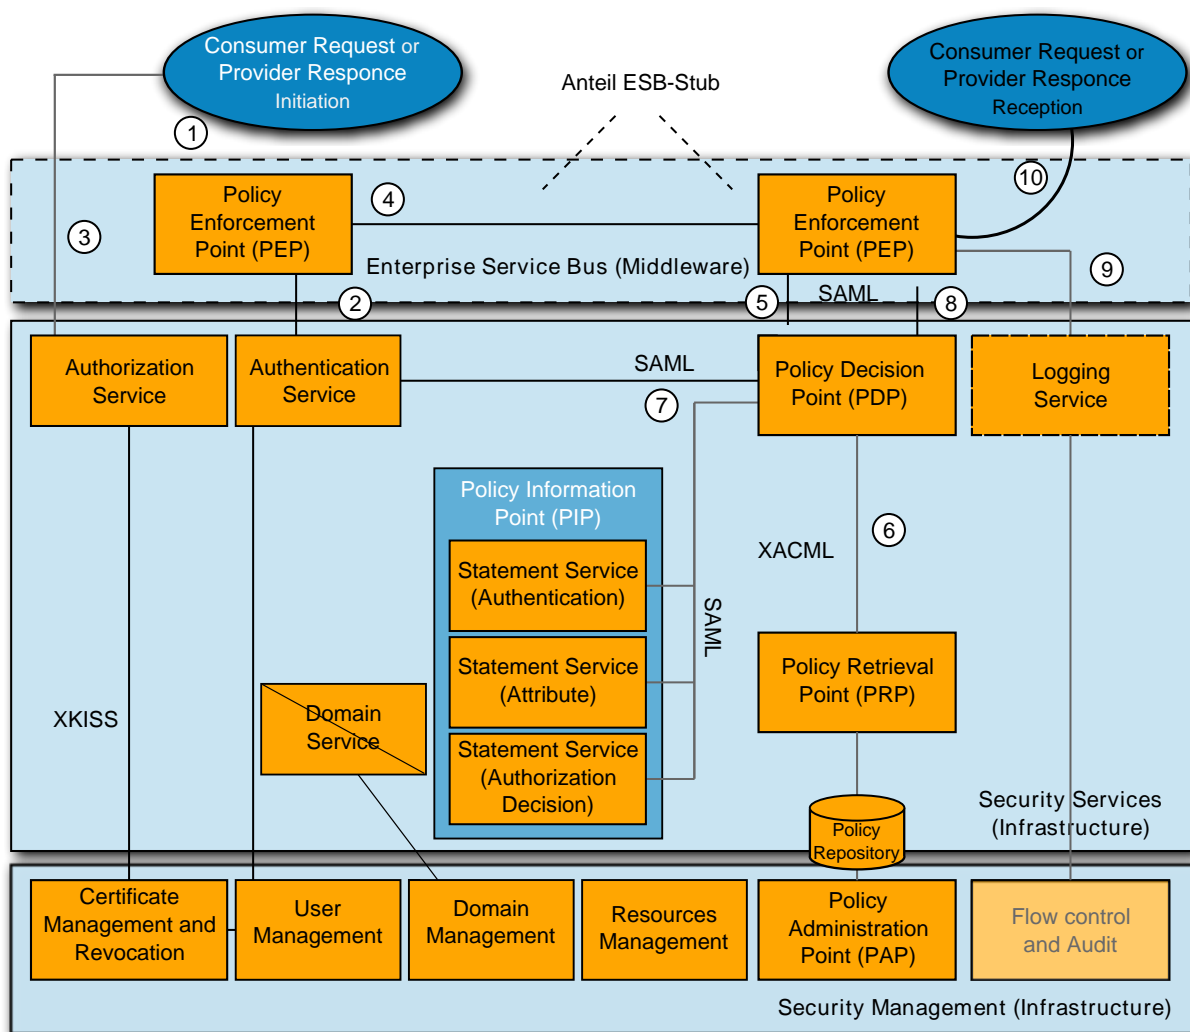 Consumer Request or
Provider Responce
Initiation
Anteil ESB-Stub
Consumer Request or
Provider Responce
Reception
1
10
Policy
Enforcement
Point (PEP)
4
Policy
Enforcement
Point (PEP)
3
Enterprise Service Bus (Middleware)
9
2
5
SAML
8
Authorization
Service
Authentication
Service
SAML
Policy Decision
Point (PDP)
Logging
Service
7
Policy Information
Point (PIP)
6
XACML
Statement Service
(Authentication)
SAML
Statement Service
(Attribute)
Policy Retrieval
Point (PRP)
XKISS
Domain
Service
Statement Service
(Authorization
Decision)
Security Services
(Infrastructure)
Policy
Repository
Certificate
Management and
Revocation
User
Management
Domain
Management
Resources
Management
Policy
Administration
Point (PAP)
Flow control
and Audit
Security Management (Infrastructure)